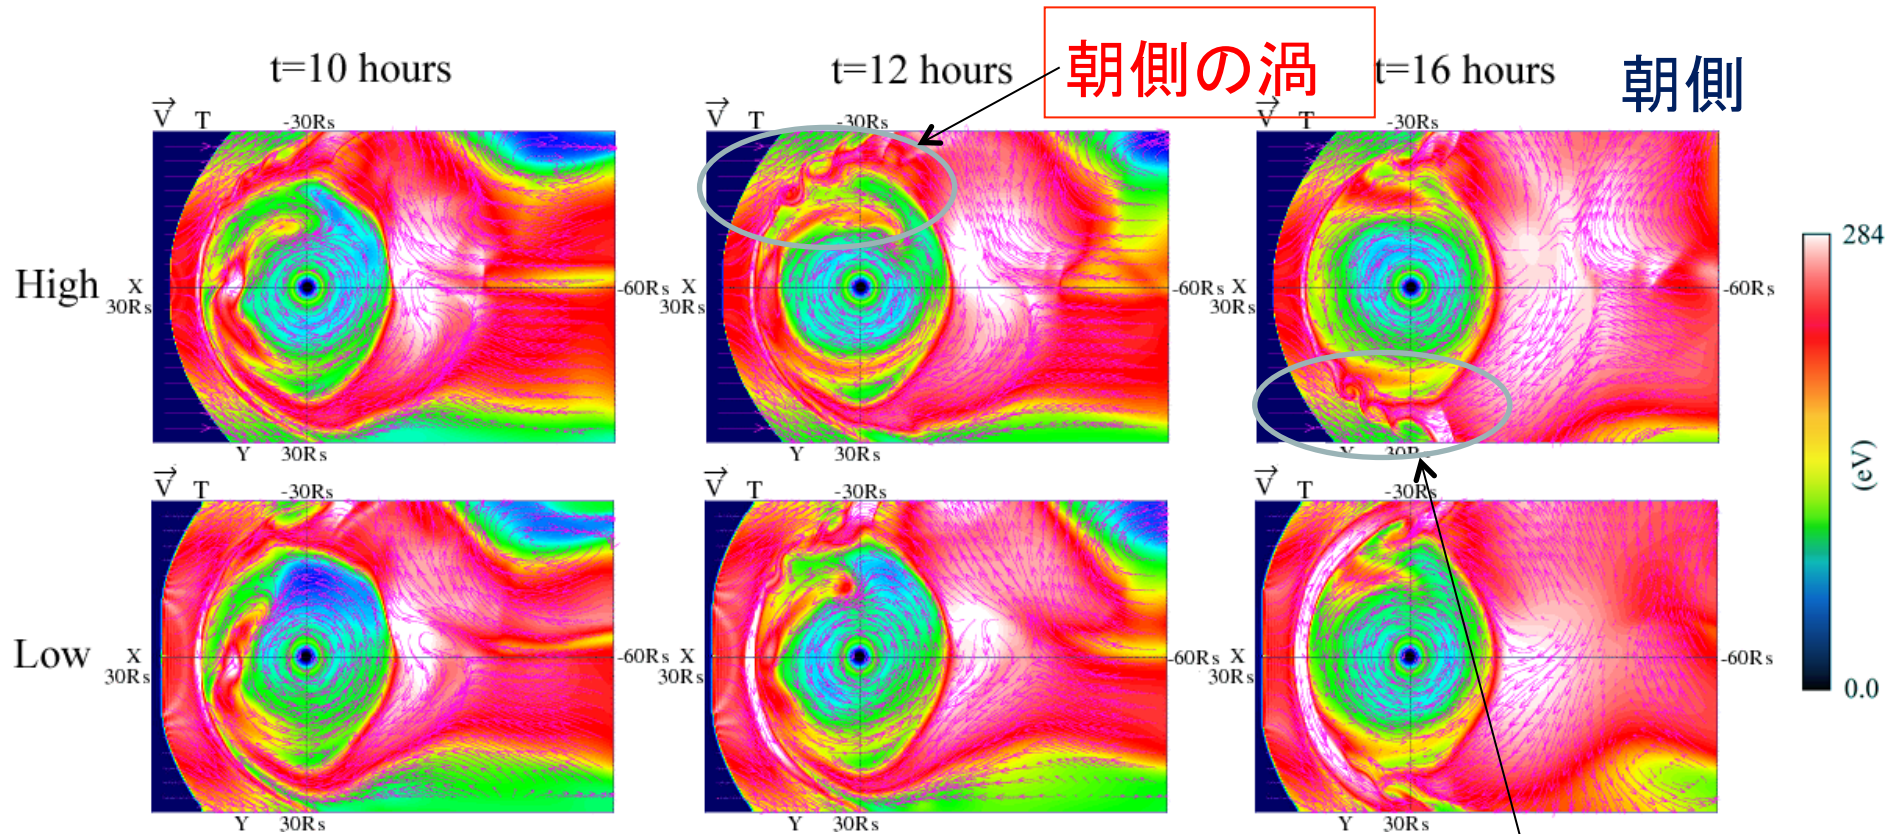 t=10 hours
t=12 hours
朝側の渦
t=16 hours
朝側
V T -30Rs
V T -30Rs
V T -30Rs
High
X
30Rs
-60Rs
X
30Rs
-60Rs
X
30Rs
-60Rs
Y 30Rs
Y 30Rs
Y 30Rs
V T -30Rs
V T -30Rs
V T -30Rs
Low
X
30Rs
-60Rs
X
30Rs
-60Rs
X
30Rs
-60Rs
Y 30Rs
Y 30Rs
Y 30Rs
284
(eV)
0.0